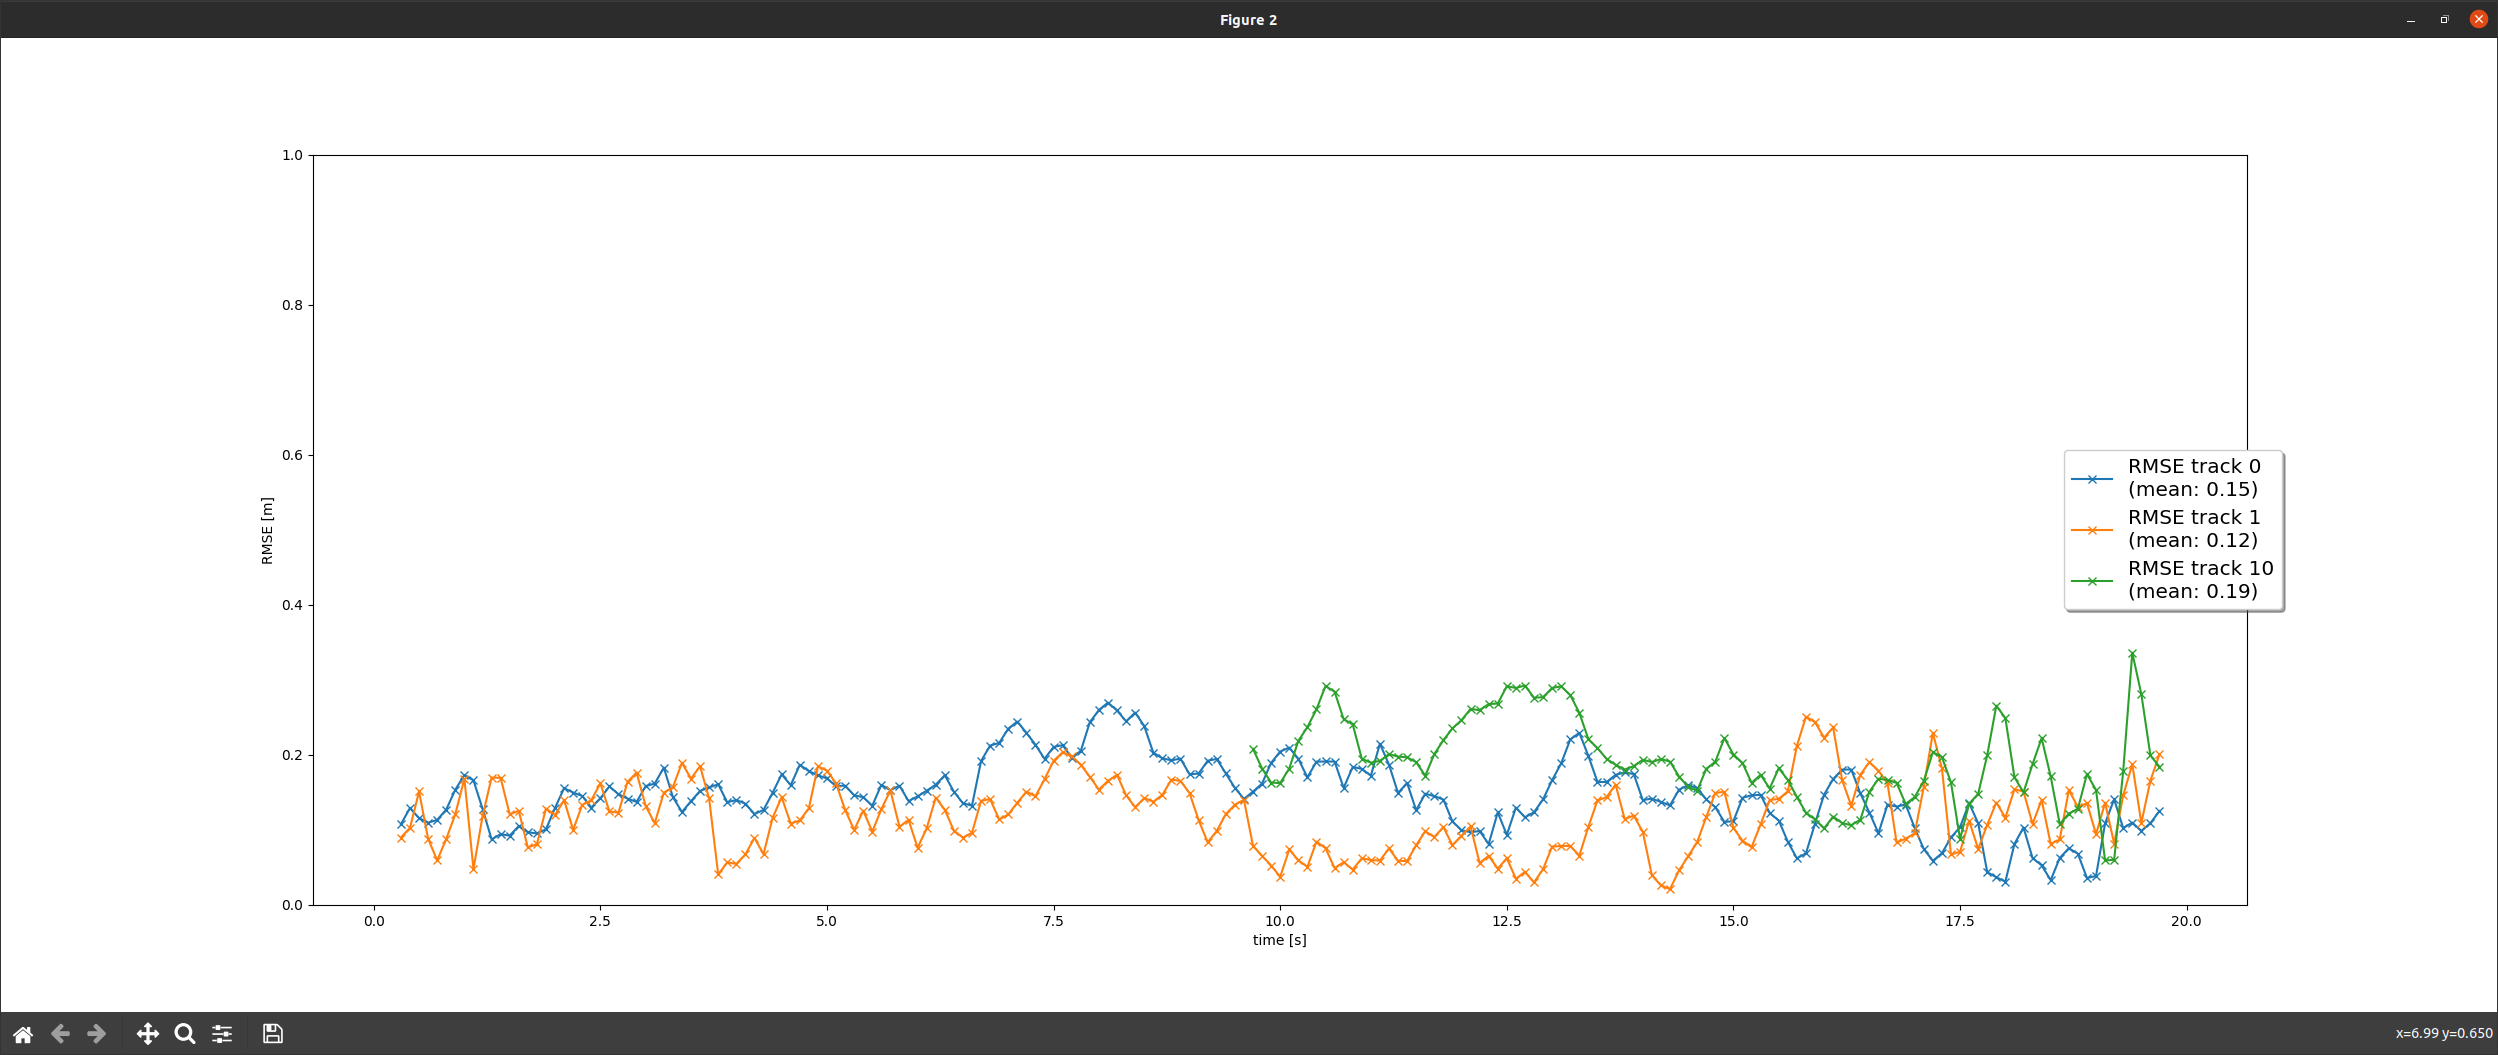 Figure 2
1.0
0.8
0.6
0.4
0.2
0.0
RMSE [m]
0.0 2.5 5.0 7.5 10.0 12.5 15.0 17.5 20.0
time [s]
RMSE track 0
(mean: 0.15)
RMSE track 1
(mean: 0.12)
RMSE track 10
(mean: 0.19)
x=6.99 y=0.650